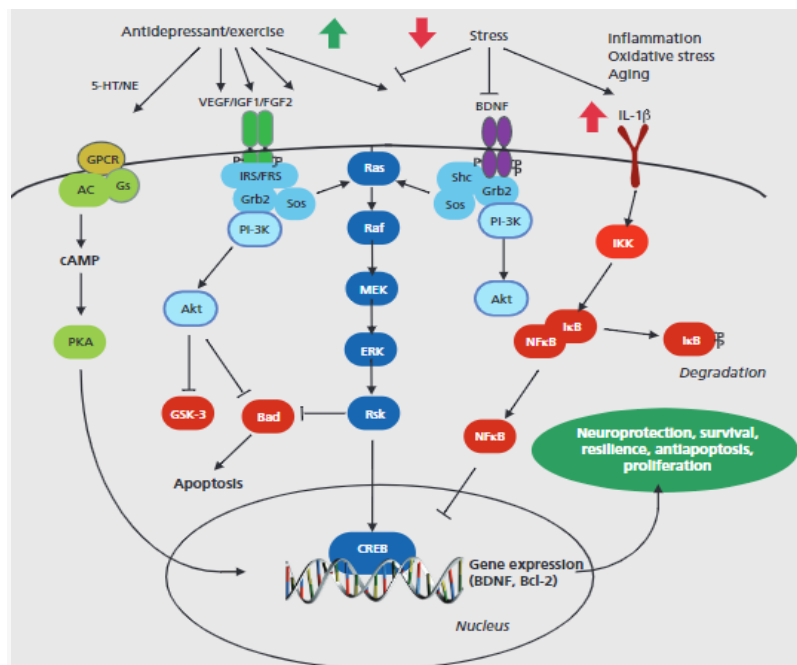 Antidepressant/exercise
Stress
Inflammation
Oxidative stress
Aging
5-HT/NE
VEGF/IGF1/FGF2
BDNF
IL-1β
GPCR
AC
Gs
IRS/FRS
Grb2
Sos
PI-3K
Ras
Shc
Grb2
Sos
PI-3K
Raf
IKK
cAMP
MEK
Akt
Akt
IκB
NFκB
IκB
PKA
ERK
Degradation
GSK-3
Bad
Rsk
NFκB
Neuroprotection, survival,
resilience, antiapoptosis,
proliferation
Apoptosis
CREB
Gene expression
(BDNF, Bcl-2)
Nucleus